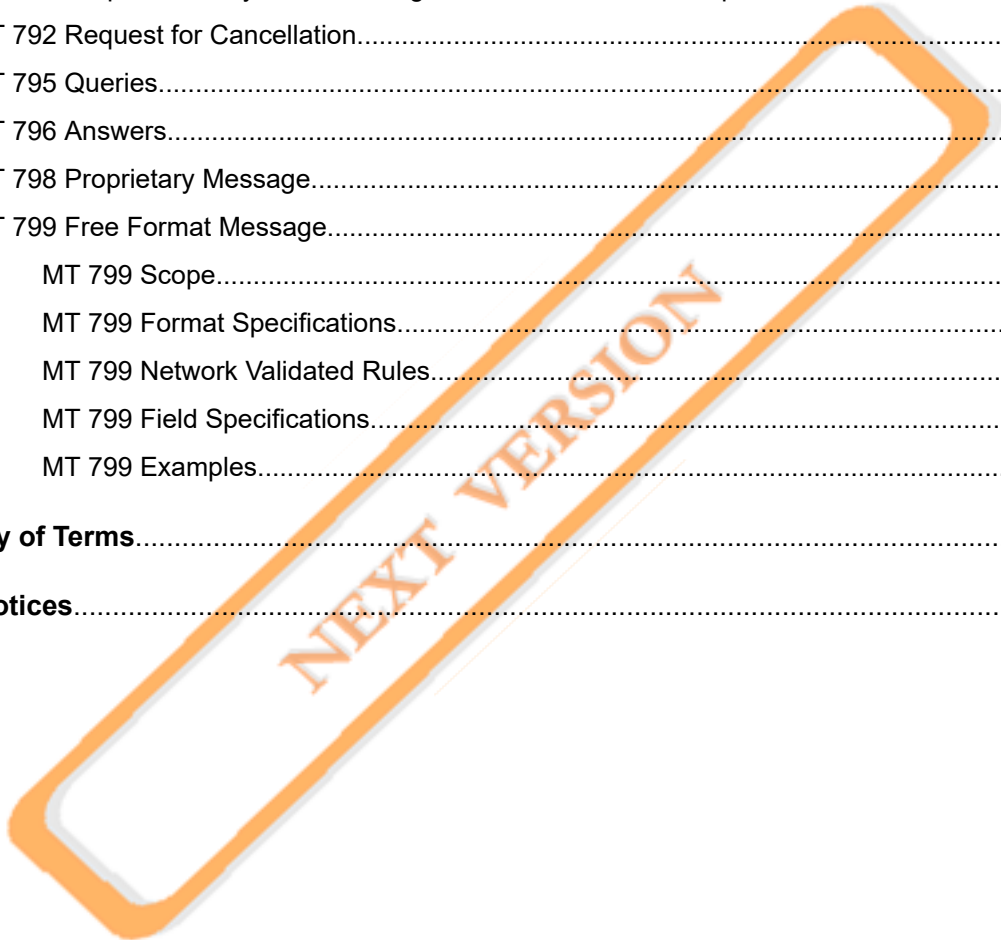 T 792 Request for Cancellation....................................................................................................
T 795 Queries....................................................................................................
T 796 Answers....................................................................................................
T 798 Proprietary Message....................................................................................................
T 799 Free Format Message....................................................................................................
MT 799 Scope....................................................................................................
MT 799 Format Specifications....................................................................................................
MT 799 Network Validated Rules....................................................................................................
MT 799 Field Specifications....................................................................................................
MT 799 Examples....................................................................................................
y of Terms....................................................................................................
otices....................................................................................................
NEXT VERSION